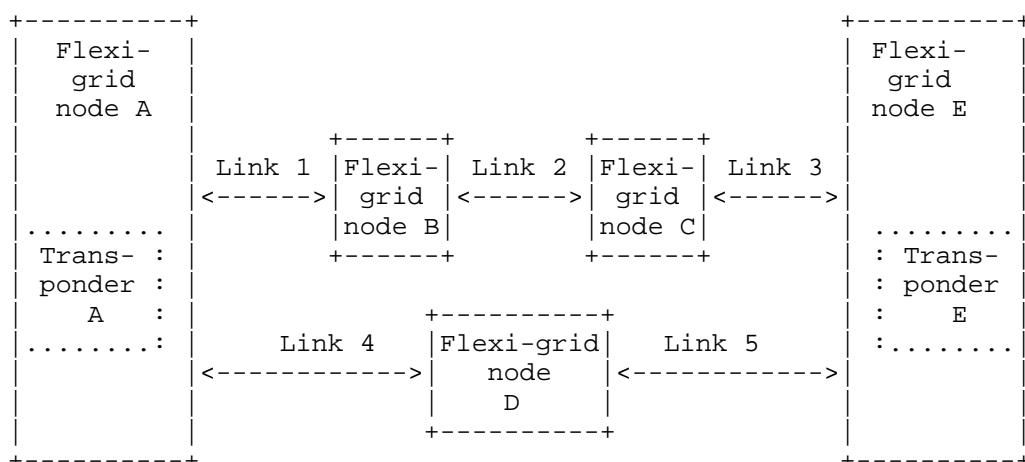 +-----------+                                                     +-----------+
|   Flexi-  |                                                     | Flexi-    |
|    grid   |                                                     |  grid     |
|   node A  |                                                     | node E    |
|           |         +------+         +------+         |           |
|           | Link 1  |Flexi-| Link 2  |Flexi-| Link 3  |           |
|           |<------->| grid |<------->| grid |<------->|           |
|.........  |         |node B|         |node C|         |  .........|
| Trans- :  |         +------+         +------+         |  : Trans- |
| ponder :  |                                           |  : ponder |
|    A   :  |               +----------+                |  :    E   |
|........:  |     Link 4    |Flexi-grid|    Link 5      |  :........|
|           |<------------->|   node   |<-------------->|           |
|           |               |    D     |                |           |
|           |               +----------+                |           |
+-----------+                                           +-----------+